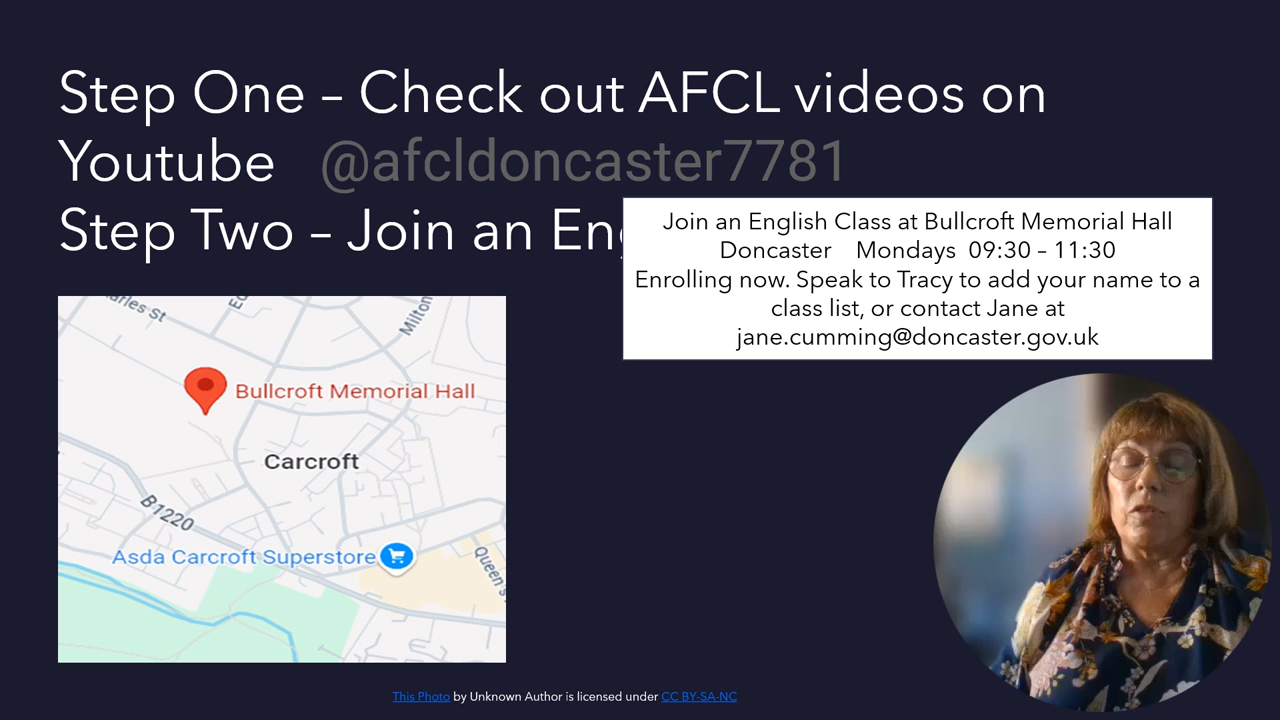 Step One – Check out AFCL videos on
Youtube @afcldoncaster7781
Step Two – Join an Eng
Join an English Class at Bullcroft Memorial Hall
Doncaster Mondays 09:30 – 11:30
Enrolling now. Speak to Tracy to add your name to a
class list, or contact Jane at
jane.cumming@doncaster.gov.uk
Milton
Bullcroft Memorial Hall
Carcroft
B1220
Asda Carcroft Superstore
Queen's
This Photo by Unknown Author is licensed under CC BY-SA-NC